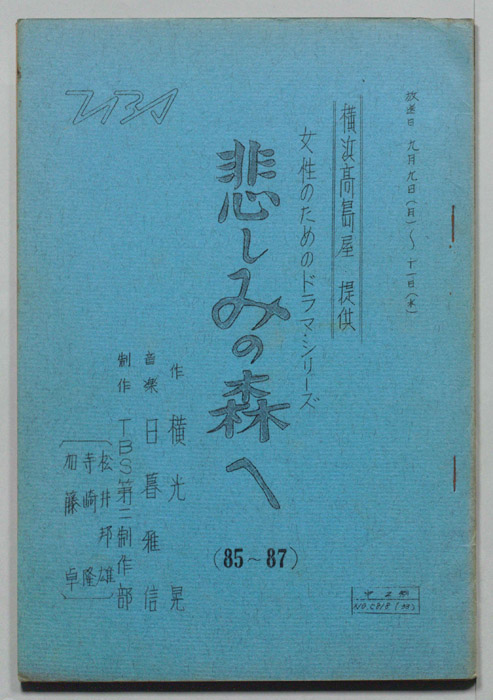 放送日 九月九日(月)～十一日(水)
横浜髙島屋 提供
女性のためのドラマ・シリーズ
悲しみの森へ
(85～87)
作 横光 晃
音楽 日暮雅信
制作 TBS第二制作部
松井邦雄
寺崎 隆
加藤 卓
TBS